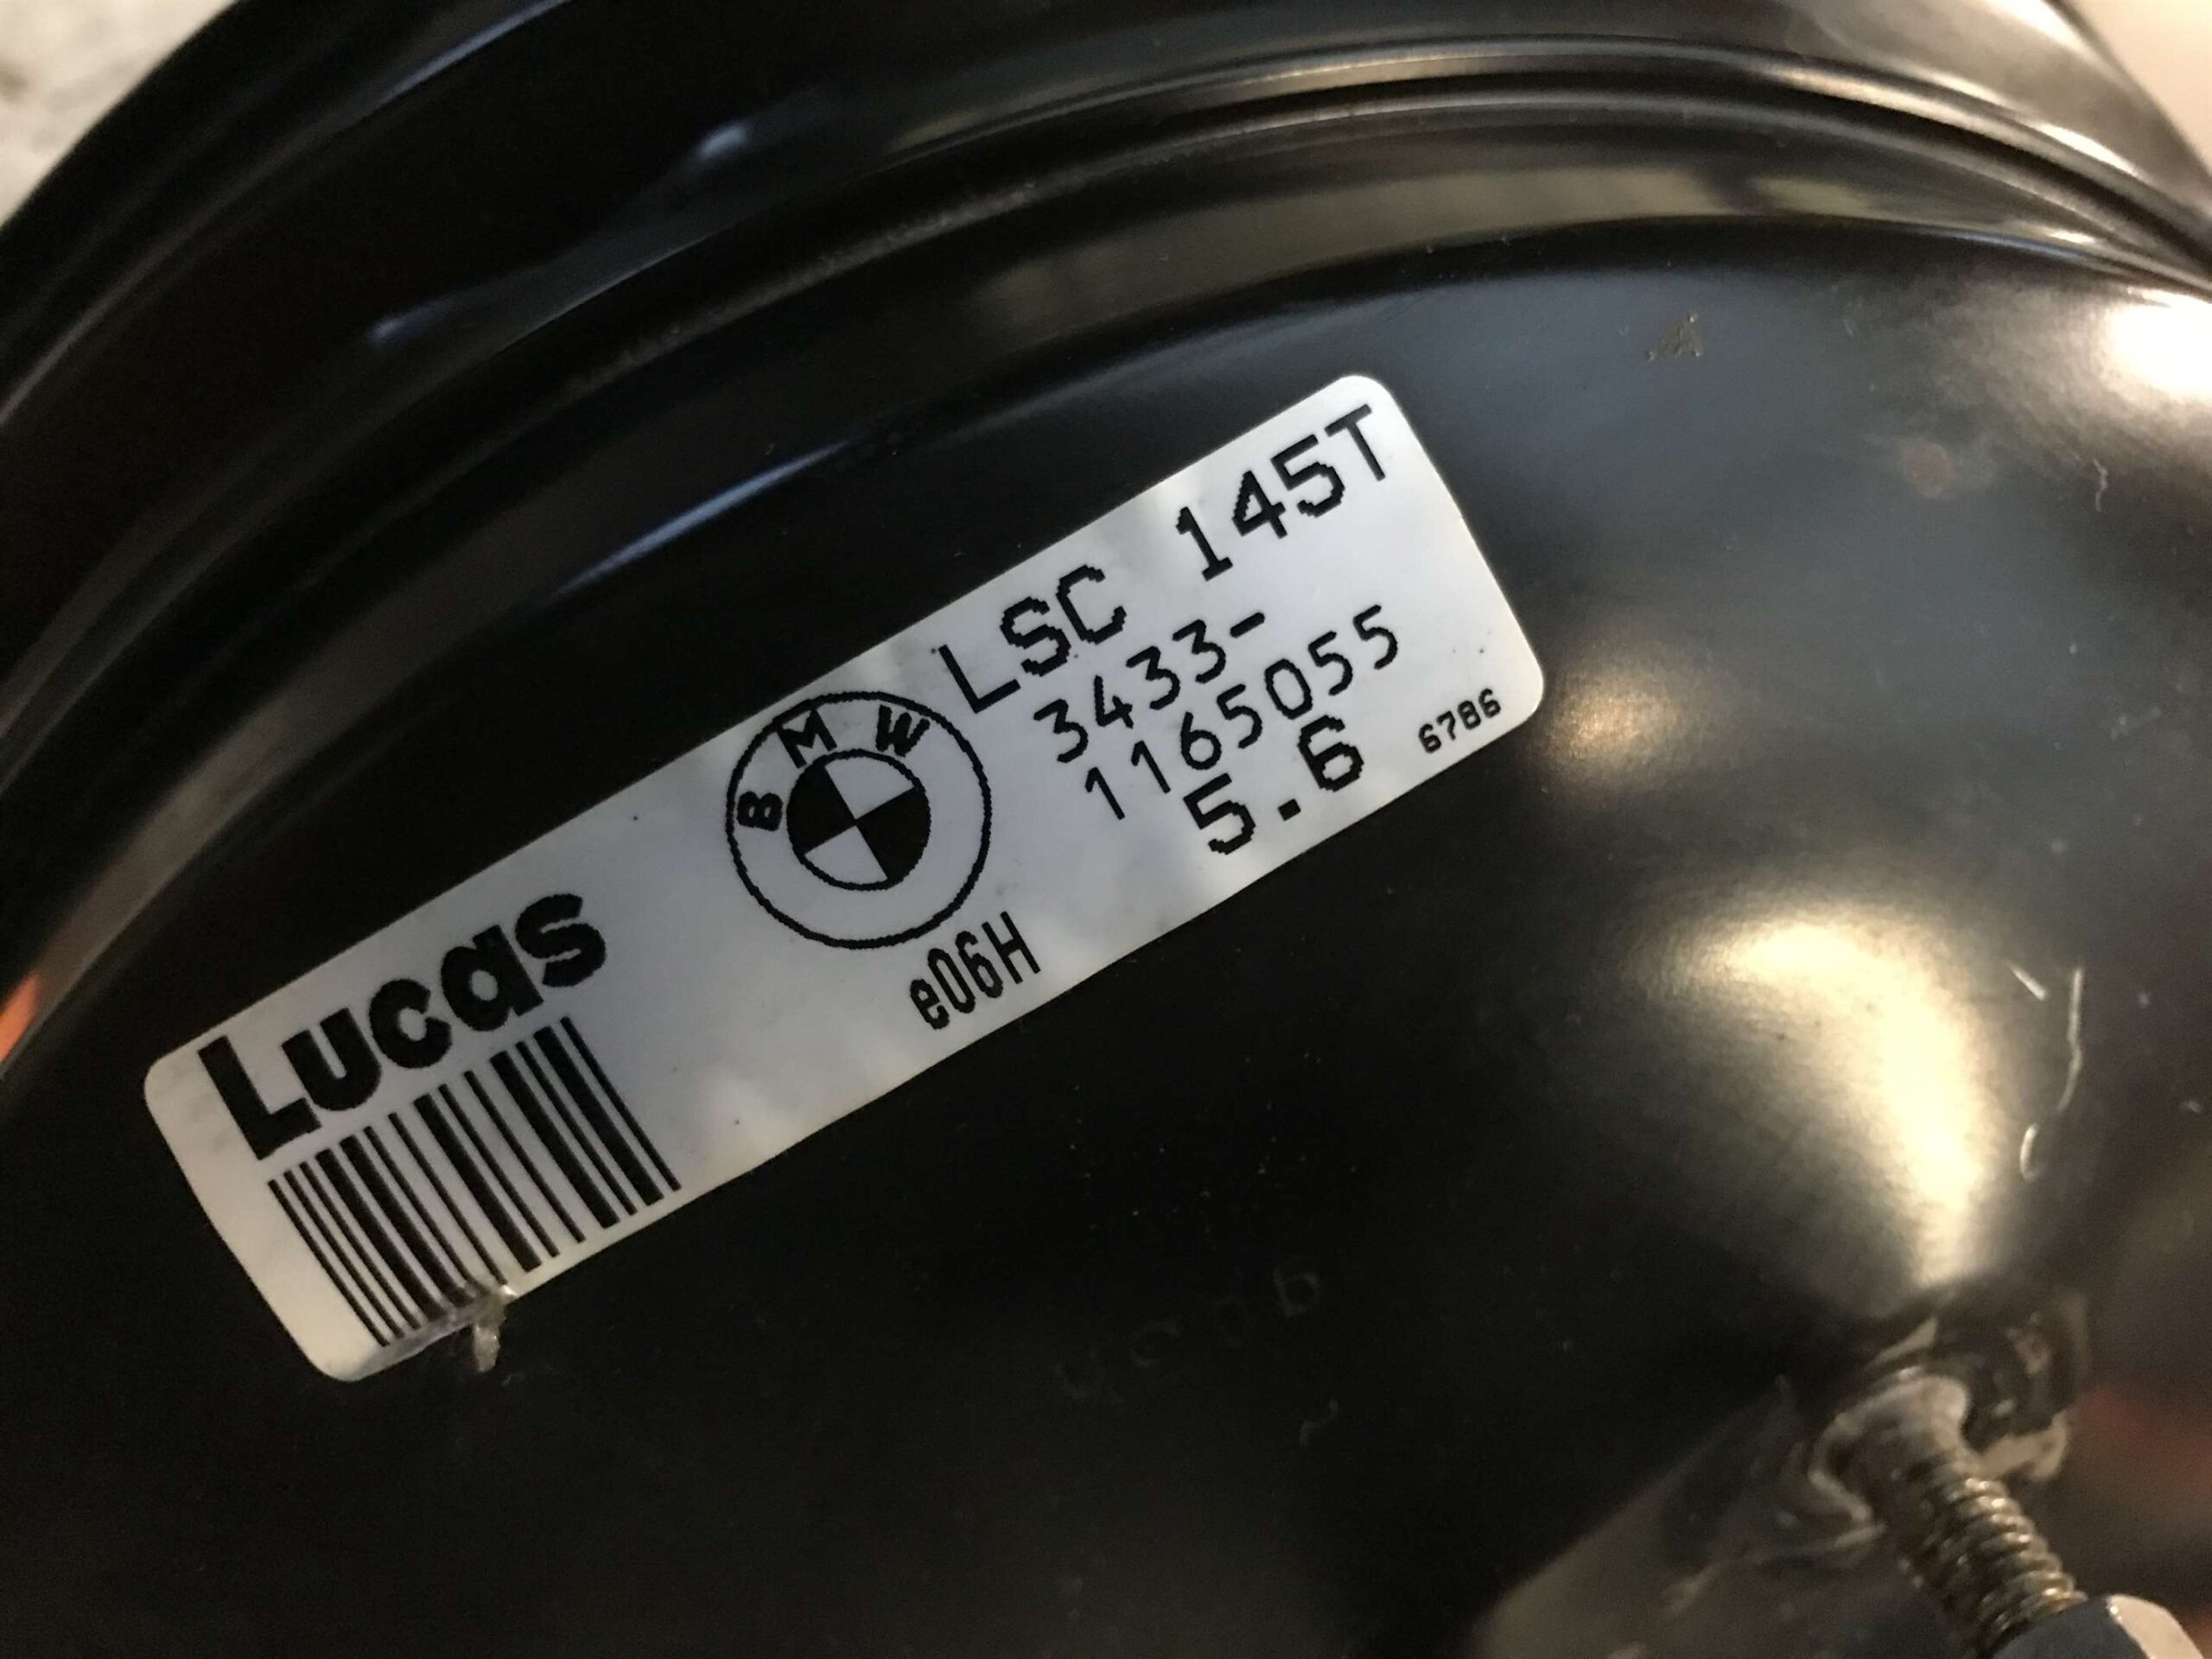 Lucas
BMW
e06H
LSC 145T
3433-
1165055
5.6
6786